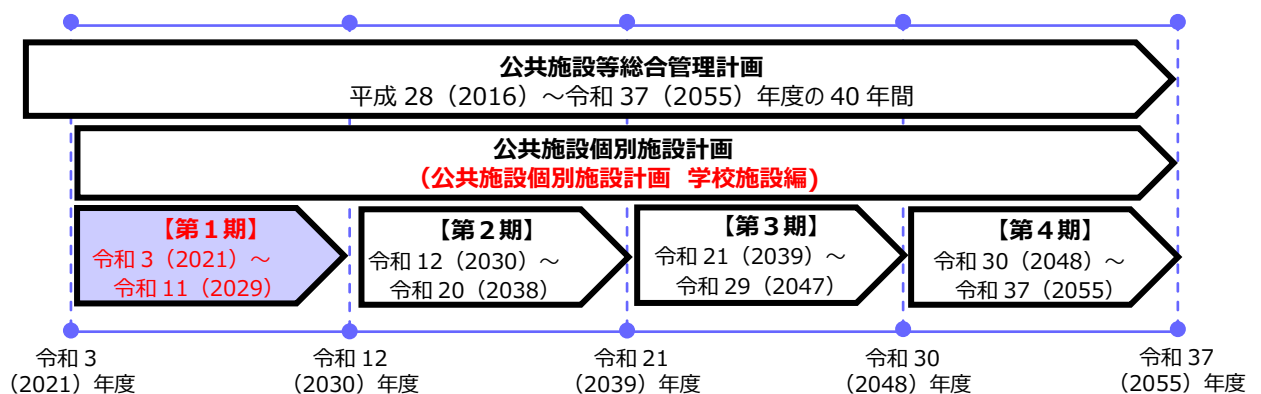 公共施設等総合管理計画
平成 28（2016）～令和 37（2055）年度の 40 年間
公共施設個別施設計画
（公共施設個別施設計画 学校施設編）
【第１期】
令和 3（2021）～
令和 11（2029）
【第２期】
令和 12（2030）～
令和 20（2038）
【第３期】
令和 21（2039）～
令和 29（2047）
【第４期】
令和 30（2048）～
令和 37（2055）
令和 3
（2021）年度
令和 12
（2030）年度
令和 21
（2039）年度
令和 30
（2048）年度
令和 37
（2055）年度